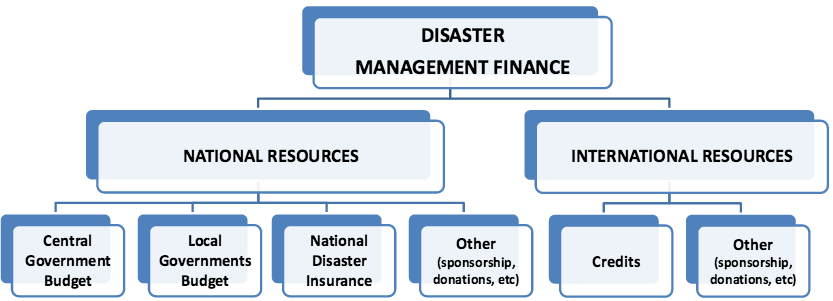 DISASTER
MANAGEMENT FINANCE
NATIONAL RESOURCES
INTERNATIONAL RESOURCES
Central
Government
Budget
Local
Governments
Budget
National
Disaster
Insurance
Other
(sponsorship,
donations, etc)
Credits
Other
(sponsorship,
donations, etc)